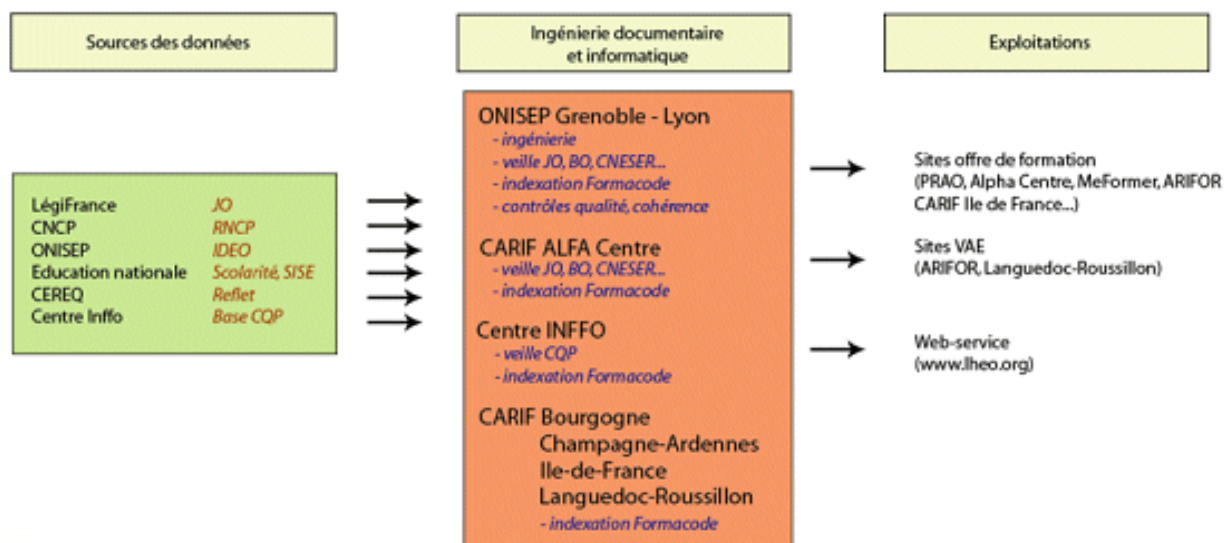 Sources des données
Ingénierie documentaire
et informatique
Exploitations
LégiFrance JO
CNCP RNCP
ONISEP IDEO
Education nationale Scolarité, SISE
CEREQ Reflet
Centre Inffo Base CQP
ONISEP Grenoble - Lyon
- ingénierie
- veille JO, BO, CNESER...
- indexation Formacode
- contrôles qualité, cohérence
CARIF ALFA Centre
- veille JO, BO, CNESER...
- indexation Formacode
Centre INFFO
- veille CQP
- indexation Formacode
CARIF Bourgogne
Champagne-Ardennes
Ile-de-France
Languedoc-Roussillon
- indexation Formacode
Sites offre de formation
(PRAO, Alpha Centre, MeFormer, ARIFOR
CARIF Ile de France...)
Sites VAE
(ARIFOR, Languedoc-Roussillon)
Web-service
(www.lheo.org)